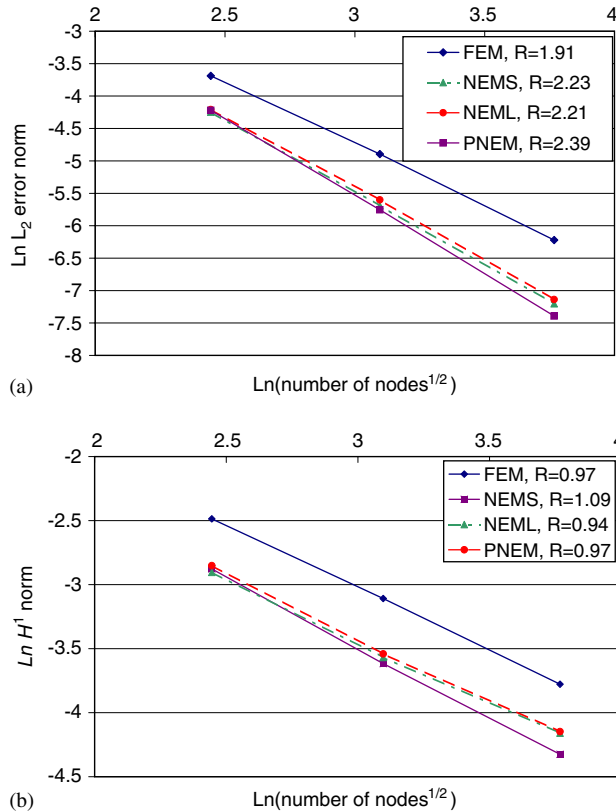 2 2.5 3 3.5 4
-3
-3.5
-4
-4.5
-5
-5.5
-6
-6.5
-7
-7.5
-8
Ln L2 error norm
FEM, R=1.91
NEMS, R=2.23
NEML, R=2.21
PNEM, R=2.39
(a) Ln(number of nodes1/2)
2 2.5 3 3.5 4
-2
-2.5
-3
-3.5
-4
-4.5
Ln H1 norm
FEM, R=0.97
NEMS, R=1.09
NEML, R=0.94
PNEM, R=0.97
(b) Ln(number of nodes1/2)